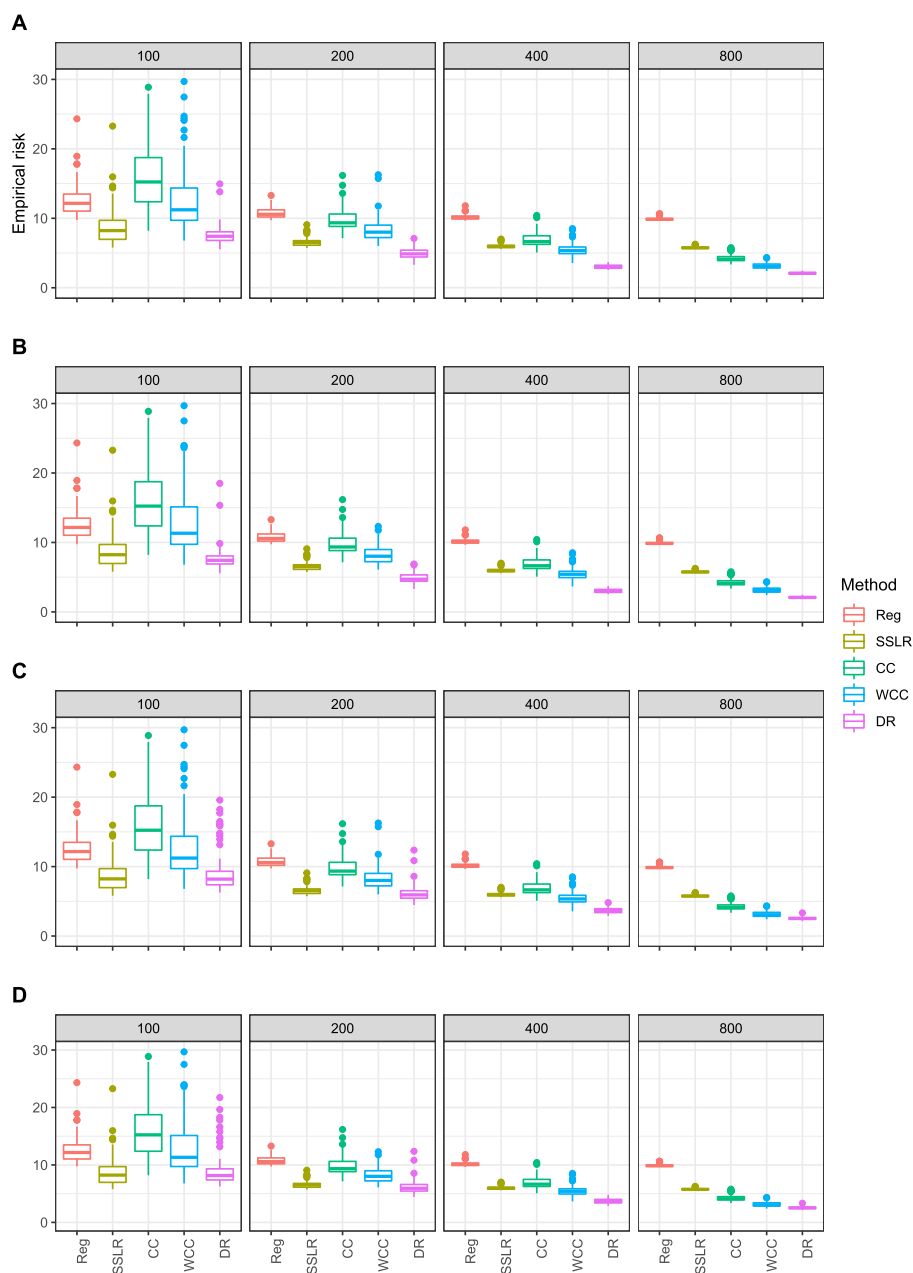 A
100 200 400 800
30
20
10
0
Empirical risk
B
100 200 400 800
30
20
10
0
Method
Reg
SSLR
CC
WCC
DR
C
100 200 400 800
30
20
10
0
D
100 200 400 800
30
20
10
0
Reg SSLR CC WCC DR Reg SSLR CC WCC DR Reg SSLR CC WCC DR Reg SSLR CC WCC DR